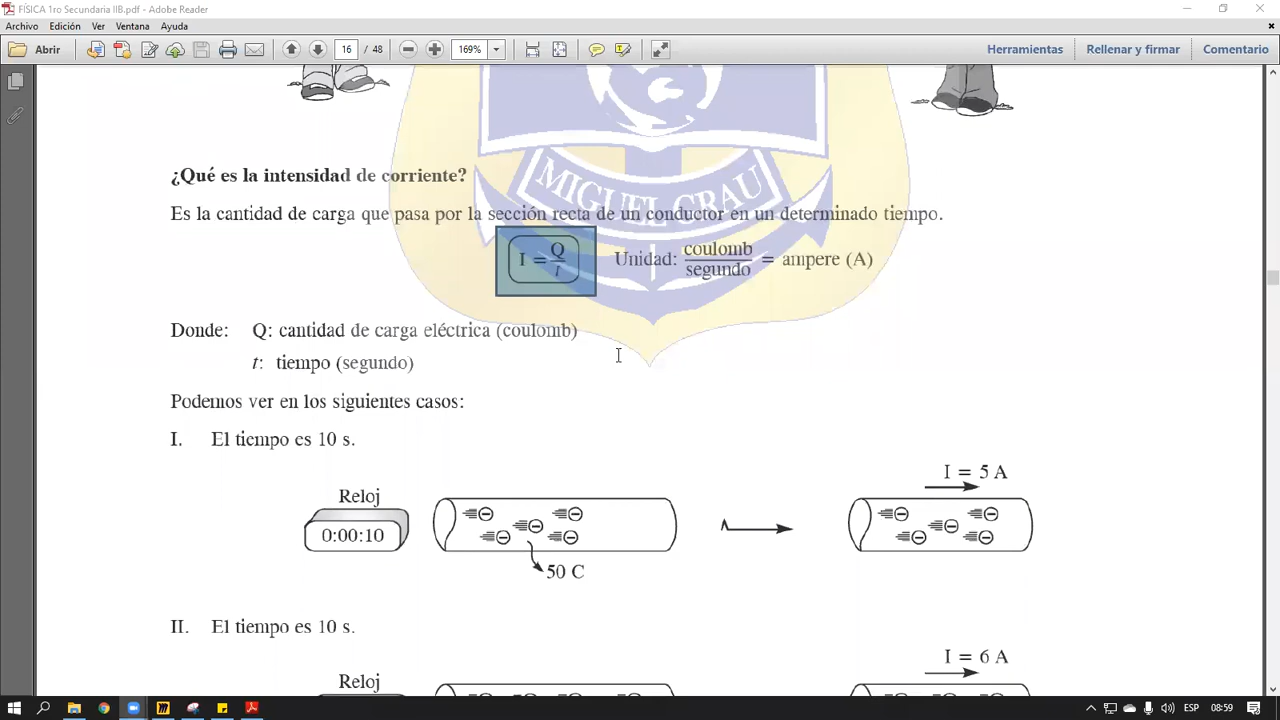 FÍSICA 1ro Secundaria IIB.pdf - Adobe Reader
Archivo Edición Ver Ventana Ayuda
Abrir 16 / 48 169% Herramientas Rellenar y firmar Comentario
MIGUEL GRAU
¿Qué es la intensidad de corriente?
Es la cantidad de carga que pasa por la sección recta de un conductor en un determinado tiempo.
I = Q/t Unidad: coulomb/segundo = ampere (A)
Donde: Q: cantidad de carga eléctrica (coulomb)
t: tiempo (segundo)
Podemos ver en los siguientes casos:
I. El tiempo es 10 s.
I = 5 A
Reloj
0:00:10
50 C
II. El tiempo es 10 s.
I = 6 A
Reloj
ESP 08:59